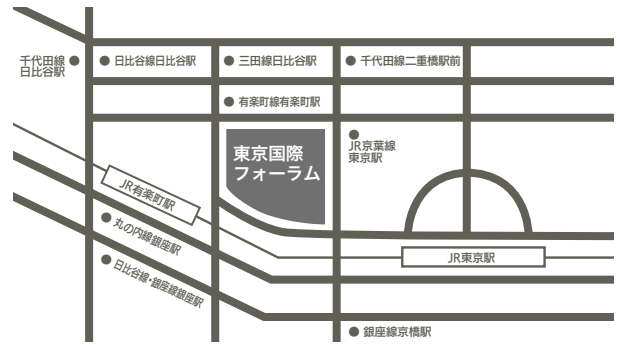 千代田線
日比谷駅
日比谷線日比谷駅
三田線日比谷駅
千代田線二重橋駅前
有楽町線有楽町駅
東京国際
フォーラム
JR京葉線
東京駅
JR有楽町駅
丸の内線銀座駅
JR東京駅
日比谷線・銀座線銀座駅
銀座線京橋駅